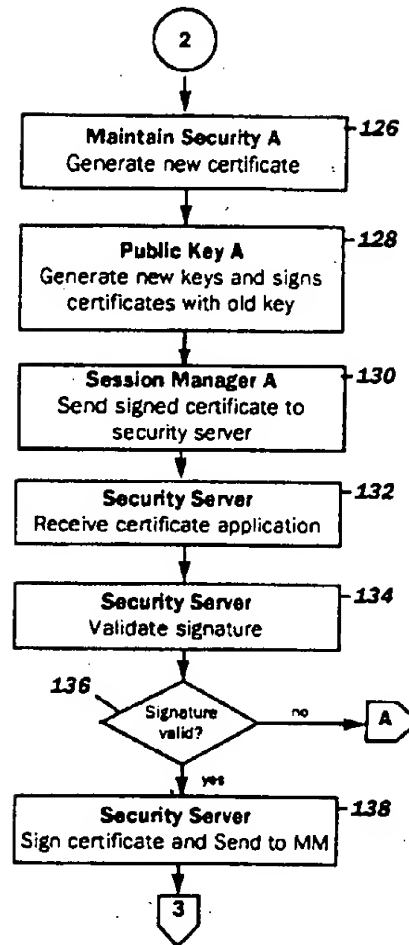 2
Maintain Security A
126
Generate new certificate
Public Key A
128
Generate new keys and signs
certificates with old key
Session Manager A
130
Send signed certificate to
security server
Security Server
132
Receive certificate application
Security Server
134
Validate signature
136
Signature
valid?
no
A
yes
Security Server
138
Sign certificate and Send to MM
3